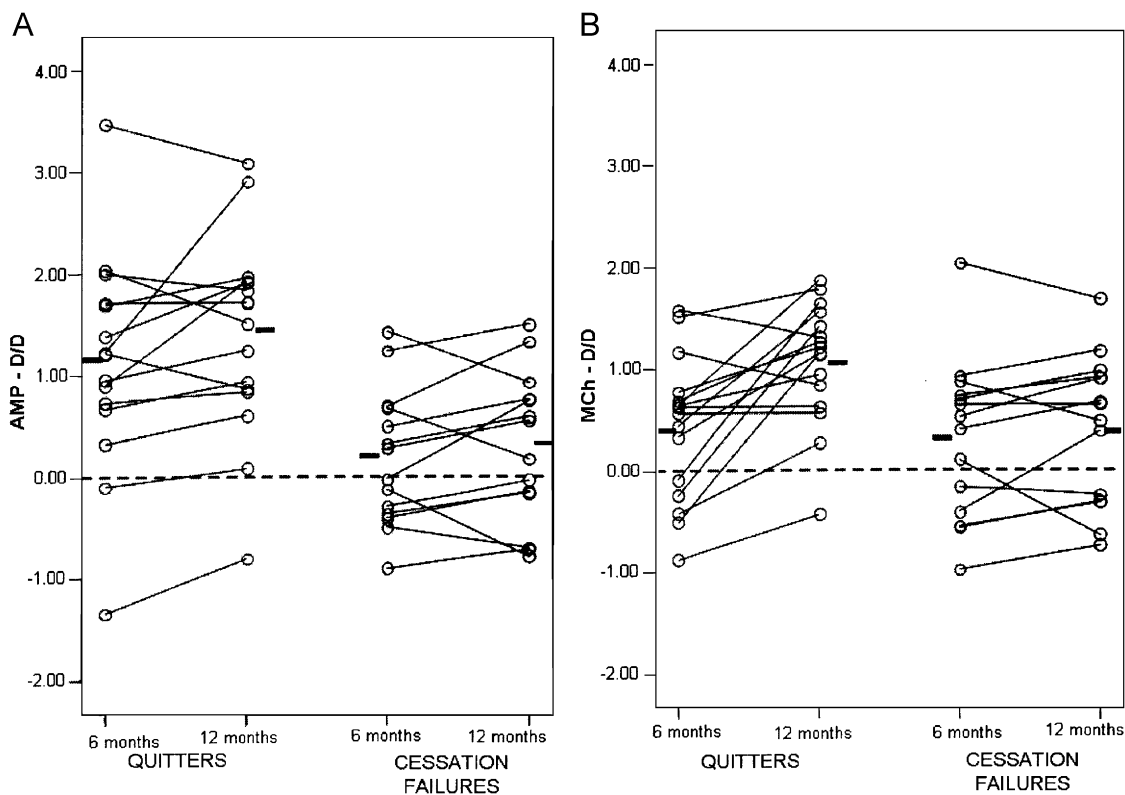 A
B
AMP - D/D
4.00
3.00
2.00
1.00
0.00
-1.00
-2.00
6 months
12 months
6 months
12 months
QUITTERS
CESSATION
FAILURES
MCh - D/D
4.00
3.00
2.00
1.00
0.00
-1.00
-2.00
6 months
12 months
6 months
12 months
QUITTERS
CESSATION
FAILURES